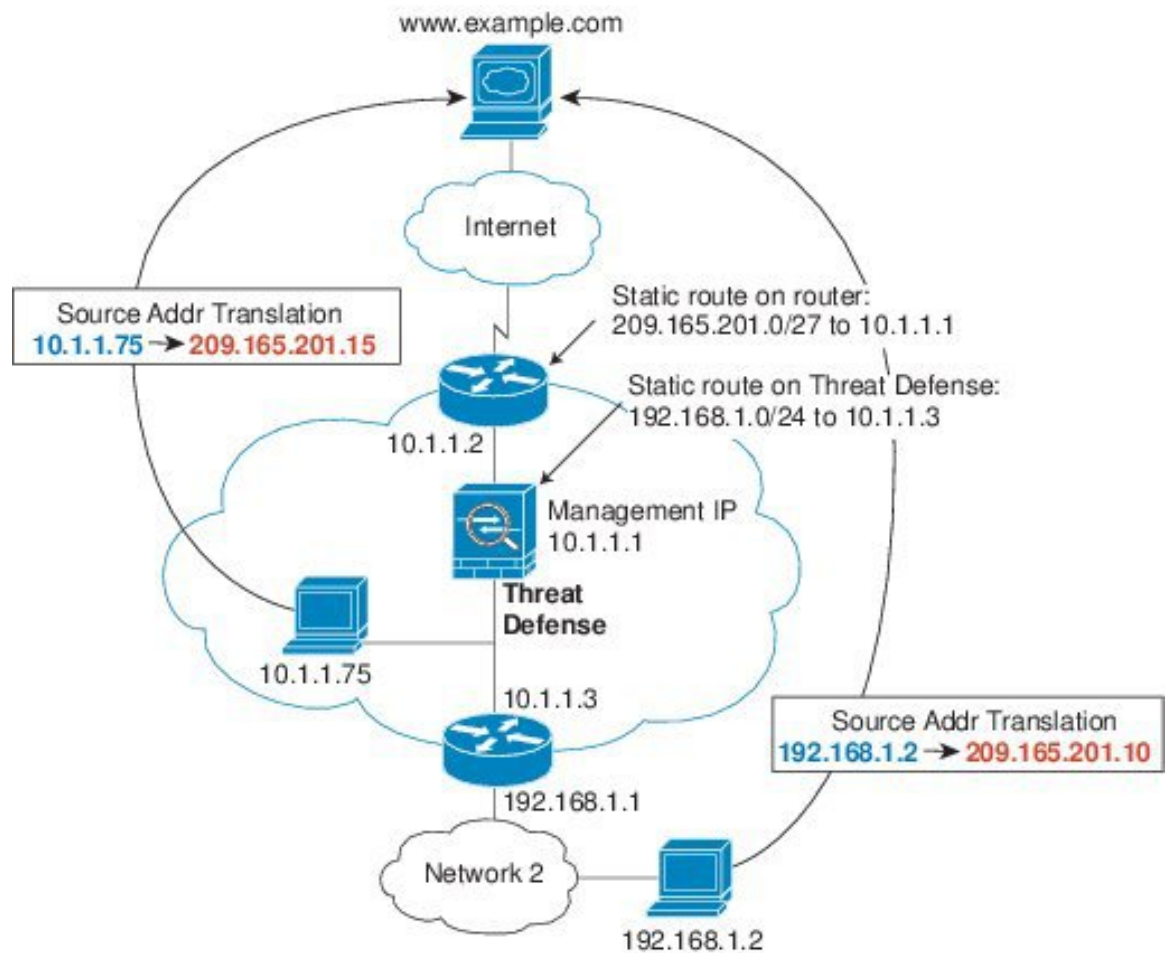 www.example.com
Internet
Static route on router:
209.165.201.0/27 to 10.1.1.1
Source Addr Translation
10.1.1.75 → 209.165.201.15
Static route on Threat Defense:
192.168.1.0/24 to 10.1.1.3
10.1.1.2
Management IP
10.1.1.1
Threat
Defense
10.1.1.75
10.1.1.3
Source Addr Translation
192.168.1.2 → 209.165.201.10
192.168.1.1
Network 2
192.168.1.2